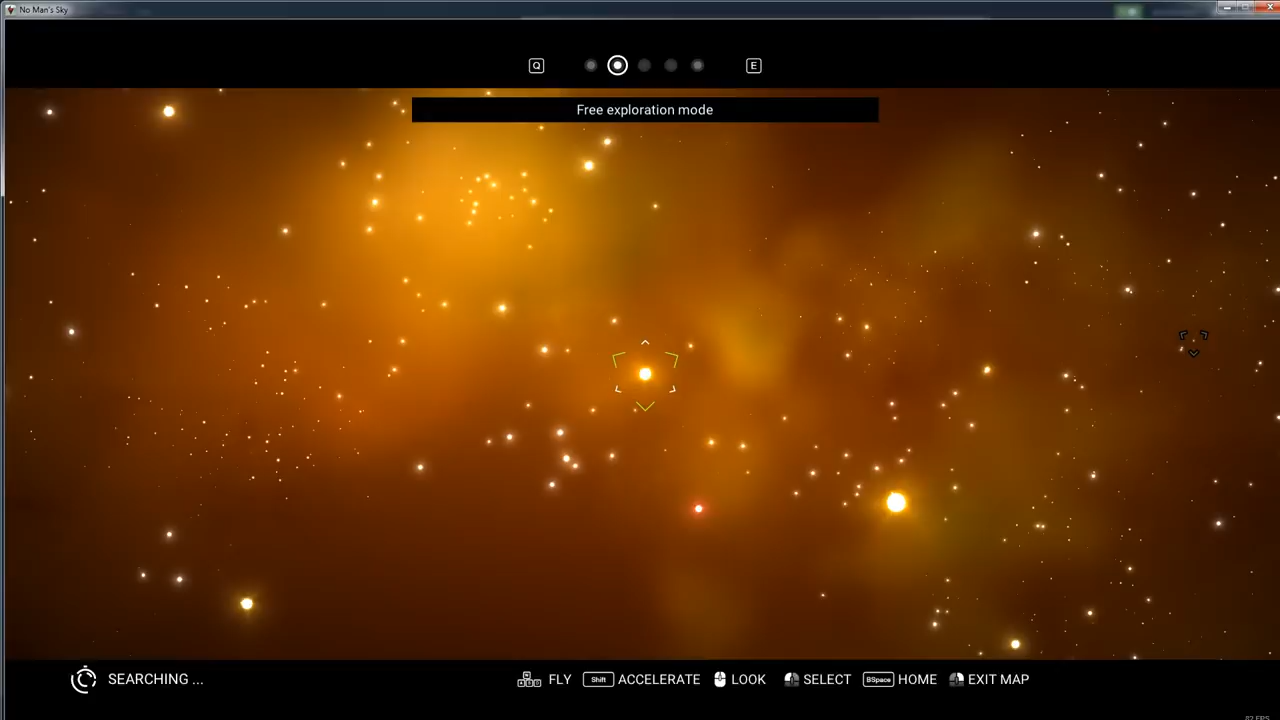 No Man's Sky
Q
E
Free exploration mode
SEARCHING ...
FLY
Shift
ACCELERATE
LOOK
SELECT
BSpace
HOME
EXIT MAP